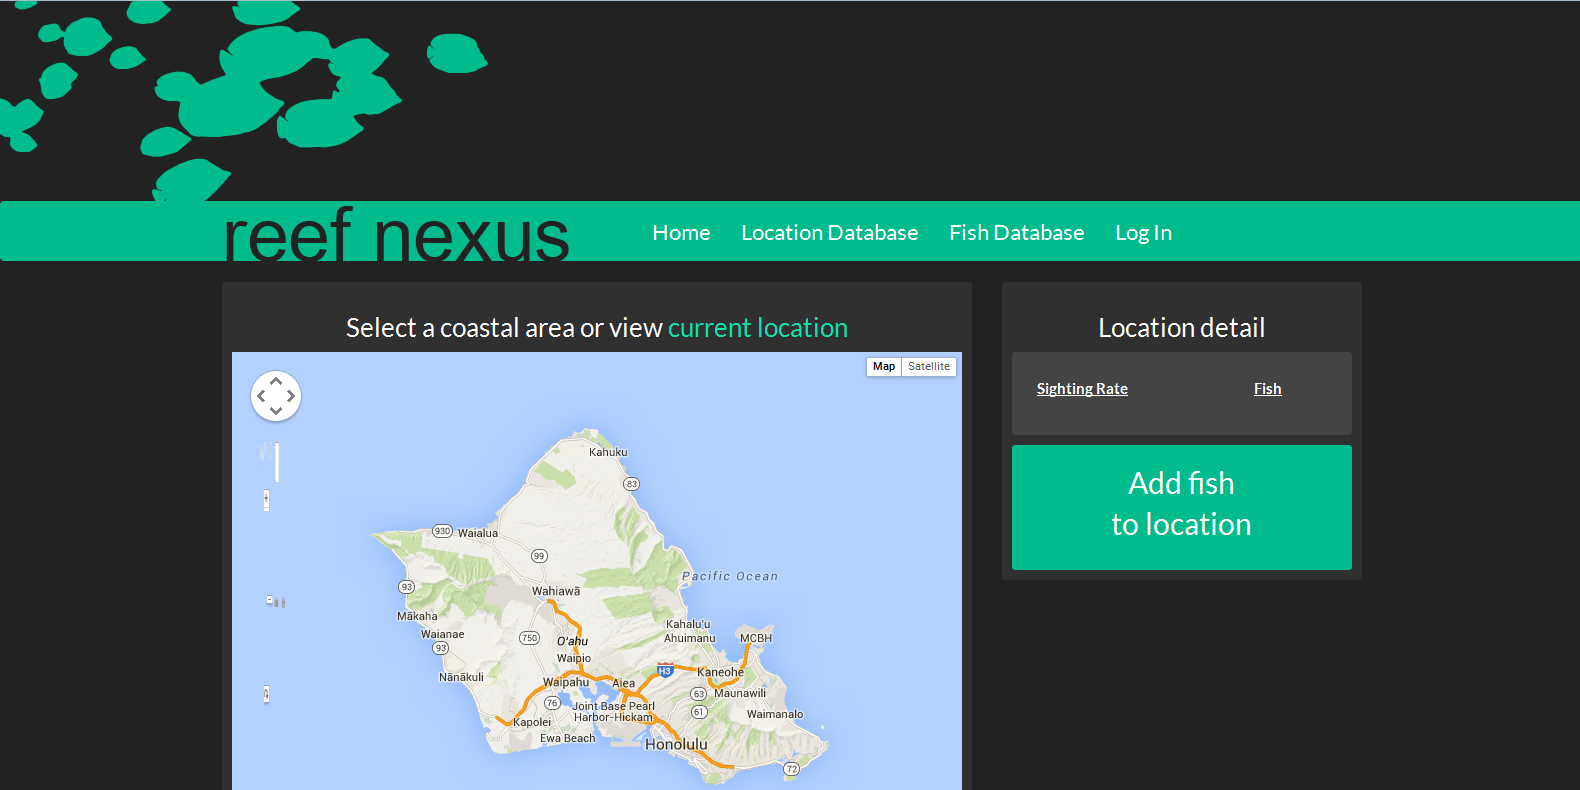 reef nexus
Home Location Database Fish Database Log In
Select a coastal area or view current location
Map Satellite
Kahuku
83
930 Waialua
99
Pacific Ocean
93
Wahiawā
Mākaha
Kahalu'u
Waianae
750
O'ahu
Ahuimanu
MCBH
93
Waipio
H3
Kaneohe
Nānākuli
Waipahu
Aiea
63
Maunawili
76
Joint Base Pearl
Harbor-Hickam
61
Waimanalo
Kapolei
Ewa Beach
Honolulu
72
Location detail
Sighting Rate Fish
Add fish
to location